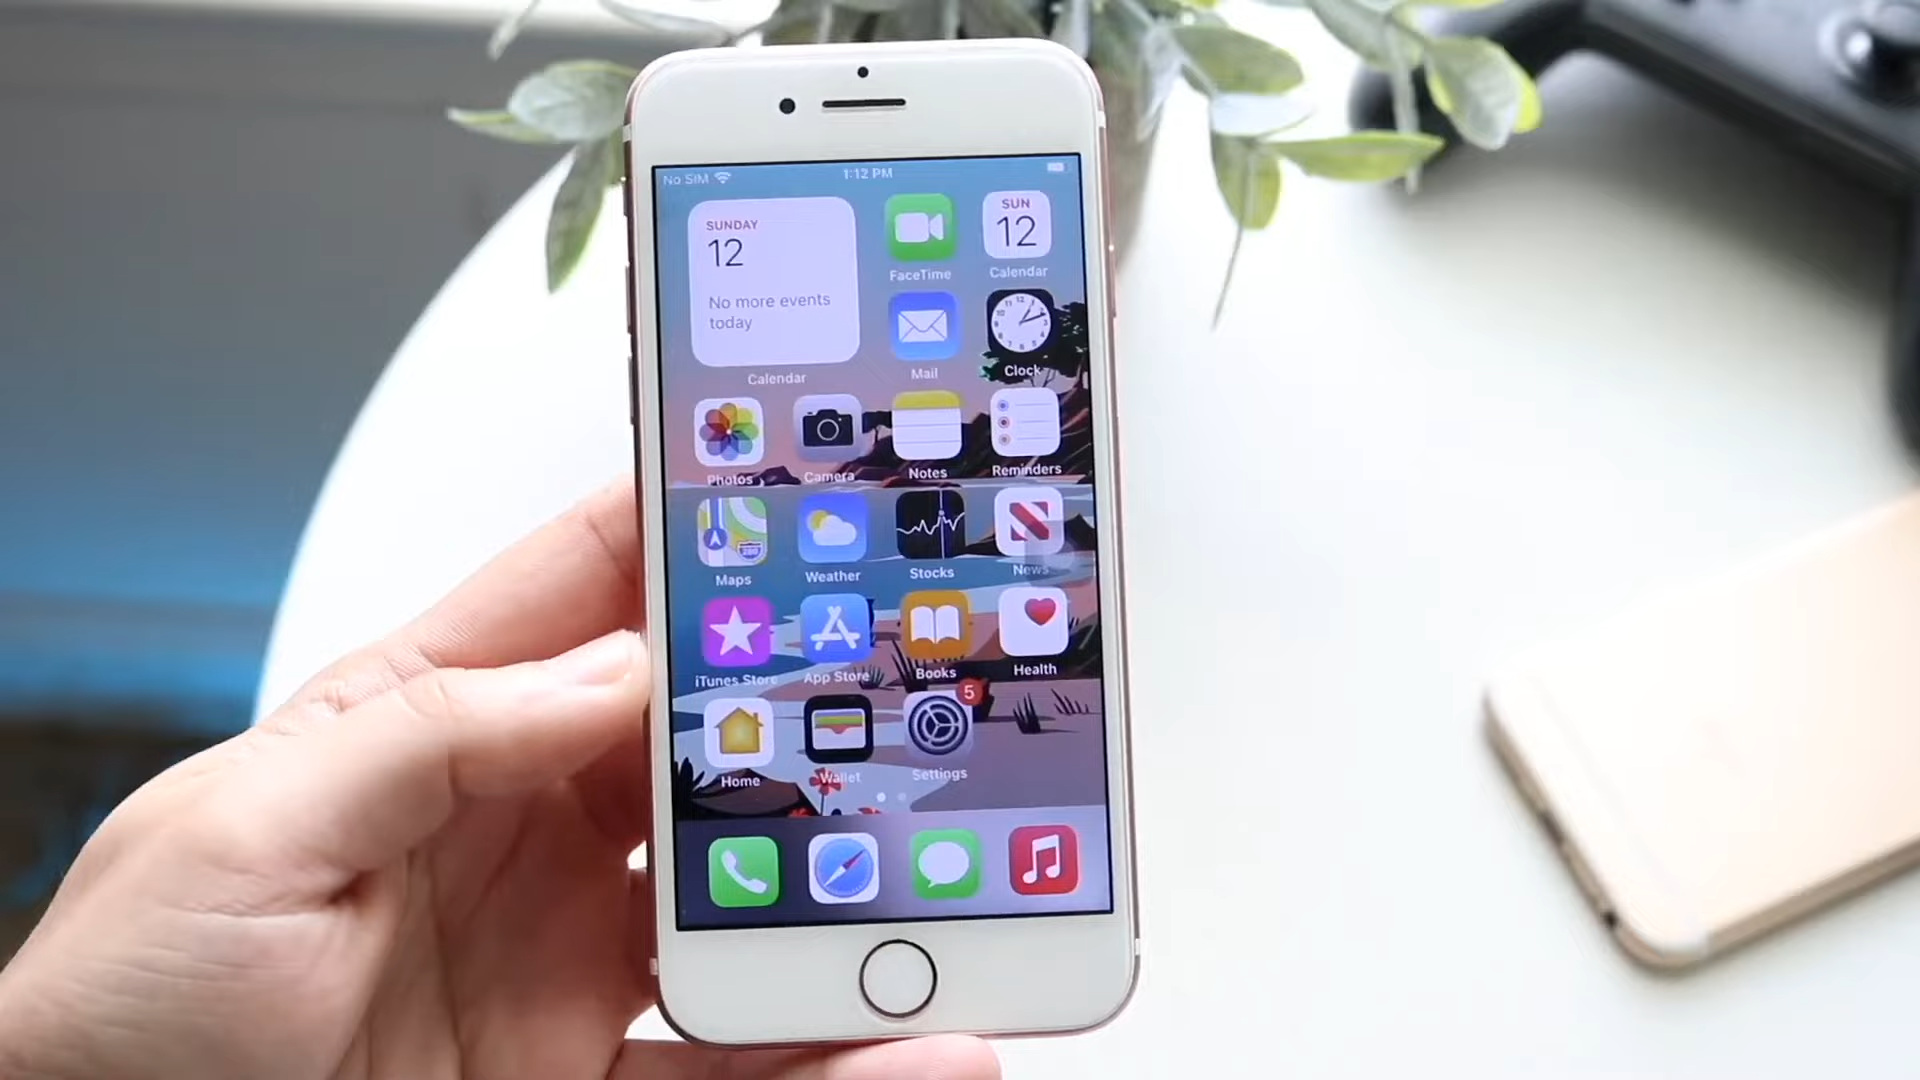 No SIM 1:12 PM
SUNDAY
12
No more events
today
Calendar
FaceTime
SUN
12
Calendar
Mail
Clock
Photos
Camera
Notes
Reminders
Maps
Weather
Stocks
News
iTunes Store
App Store
Books
Health
Home
Wallet
5
Settings